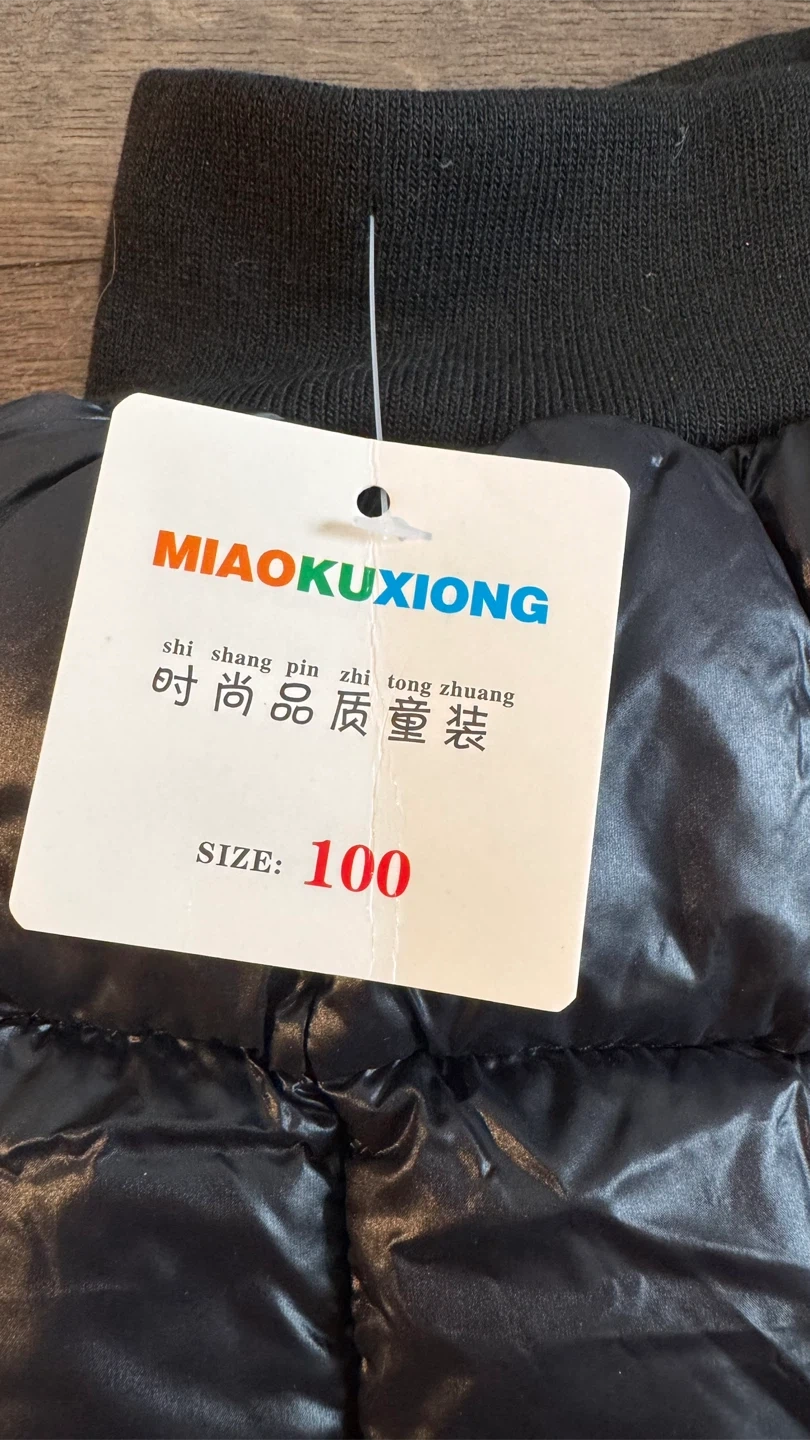 MIAOKUXIONG
shi shang pin zhi tong zhuang
时尚品质童装
SIZE: 100